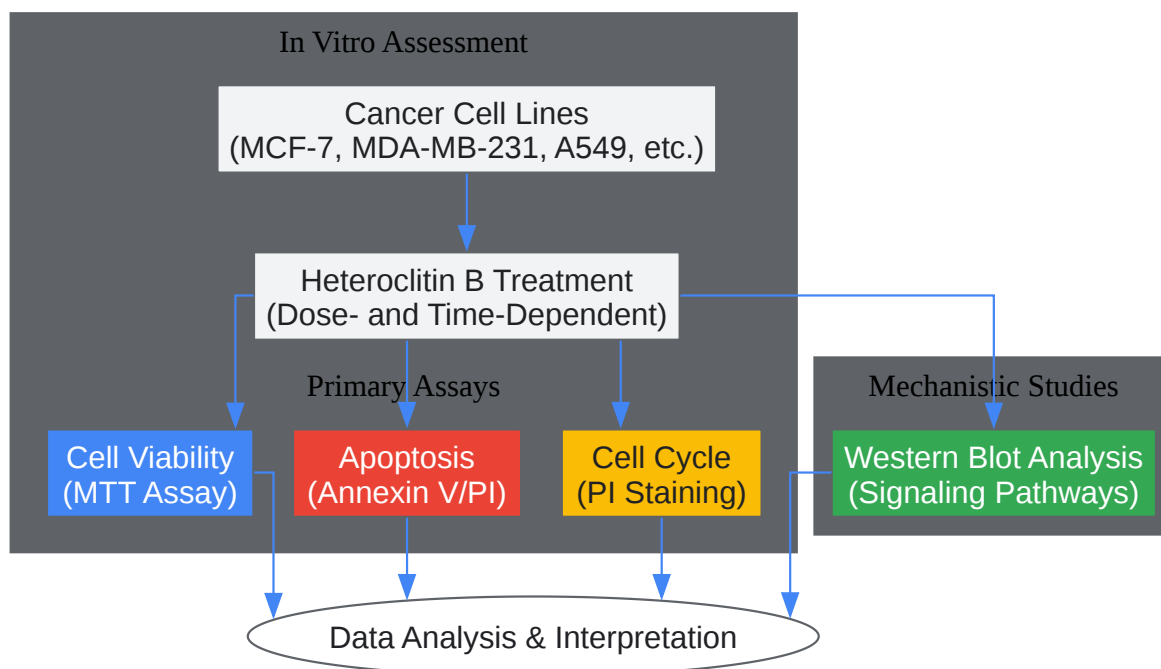 In Vitro Assessment
Cancer Cell Lines
(MCF-7, MDA-MB-231, A549, etc.)
Heteroclitin B Treatment
(Dose- and Time-Dependent)
Primary Assays
Mechanistic Studies
Cell Viability
(MTT Assay)
Apoptosis
(Annexin V/PI)
Cell Cycle
(PI Staining)
Western Blot Analysis
(Signaling Pathways)
Data Analysis & Interpretation